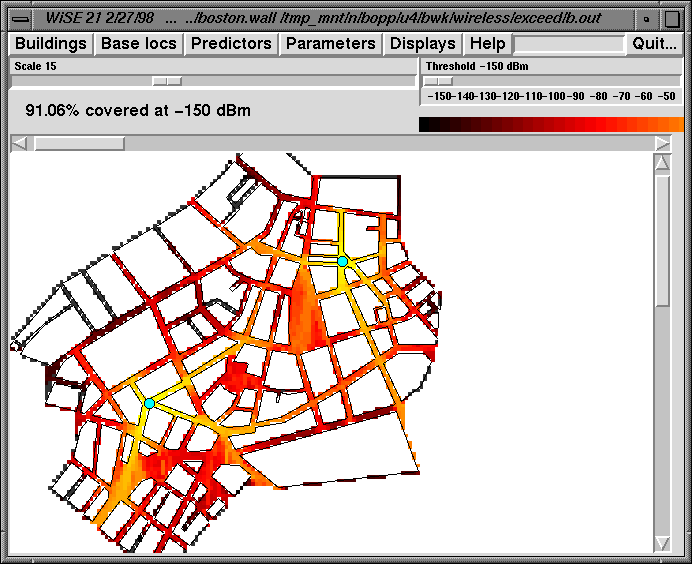 WiSE 21 2/27/98 ... .../boston.wall /tmp_mnt/n/bopp/u4/bwk/wireless/exceed/b.out
Buildings Base locs Predictors Parameters Displays Help Quit...
Scale 15 Threshold -150 dBm
-150-140-130-120-110-100-90 -80 -70 -60 -50
91.06% covered at -150 dBm